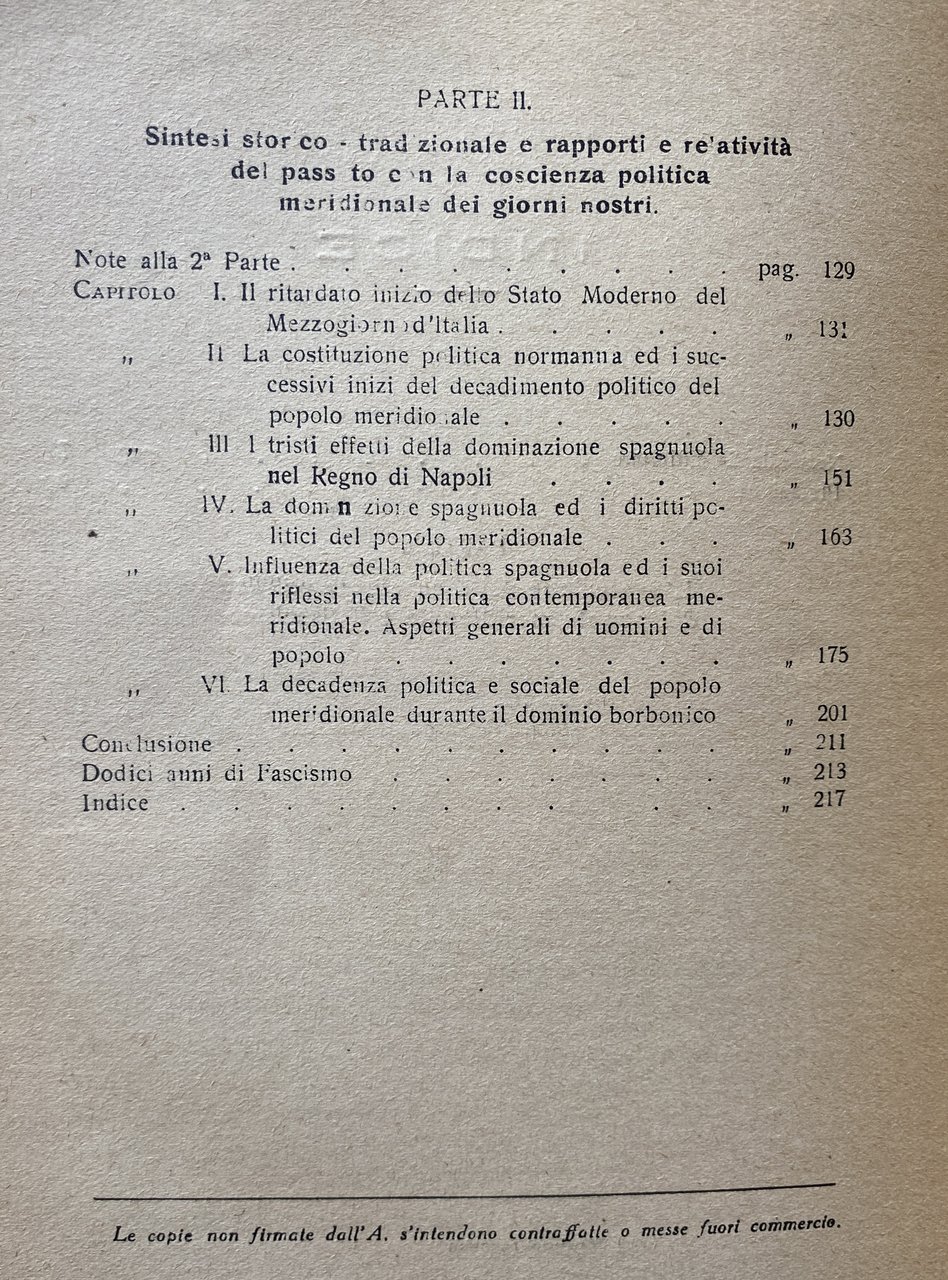 PARTE II.
Sintesi storico - tradizionale e rapporti e re'atività
del passato con la coscienza politica
meridionale dei giorni nostri.
Note alla 2ª Parte . . . . . . . . . pag. 129
CAPITOLO I. Il ritardato inizio dello Stato Moderno del
Mezzogiorno d'Italia . . . . . „ 131
„ II La costituzione politica normanna ed i suc-
cessivi inizi del decadimento politico del
popolo meridionale . . . . . „ 130
„ III I tristi effetti della dominazione spagnuola
nel Regno di Napoli . . . . „ 151
„ IV. La dominazione spagnuola ed i diritti po-
litici del popolo meridionale . . . „ 163
„ V. Influenza della politica spagnuola ed i suoi
riflessi nella politica contemporanea me-
ridionale. Aspetti generali di uomini e di
popolo . . . . . . . „ 175
„ VI. La decadenza politica e sociale del popolo
meridionale durante il dominio borbonico „ 201
Conclusione . . . . . . . . . . „ 211
Dodici anni di Fascismo . . . . . . . „ 213
Indice . . . . . . . . . . „ 217
Le copie non firmate dall'A. s'intendono contraffatte o messe fuori commercio.